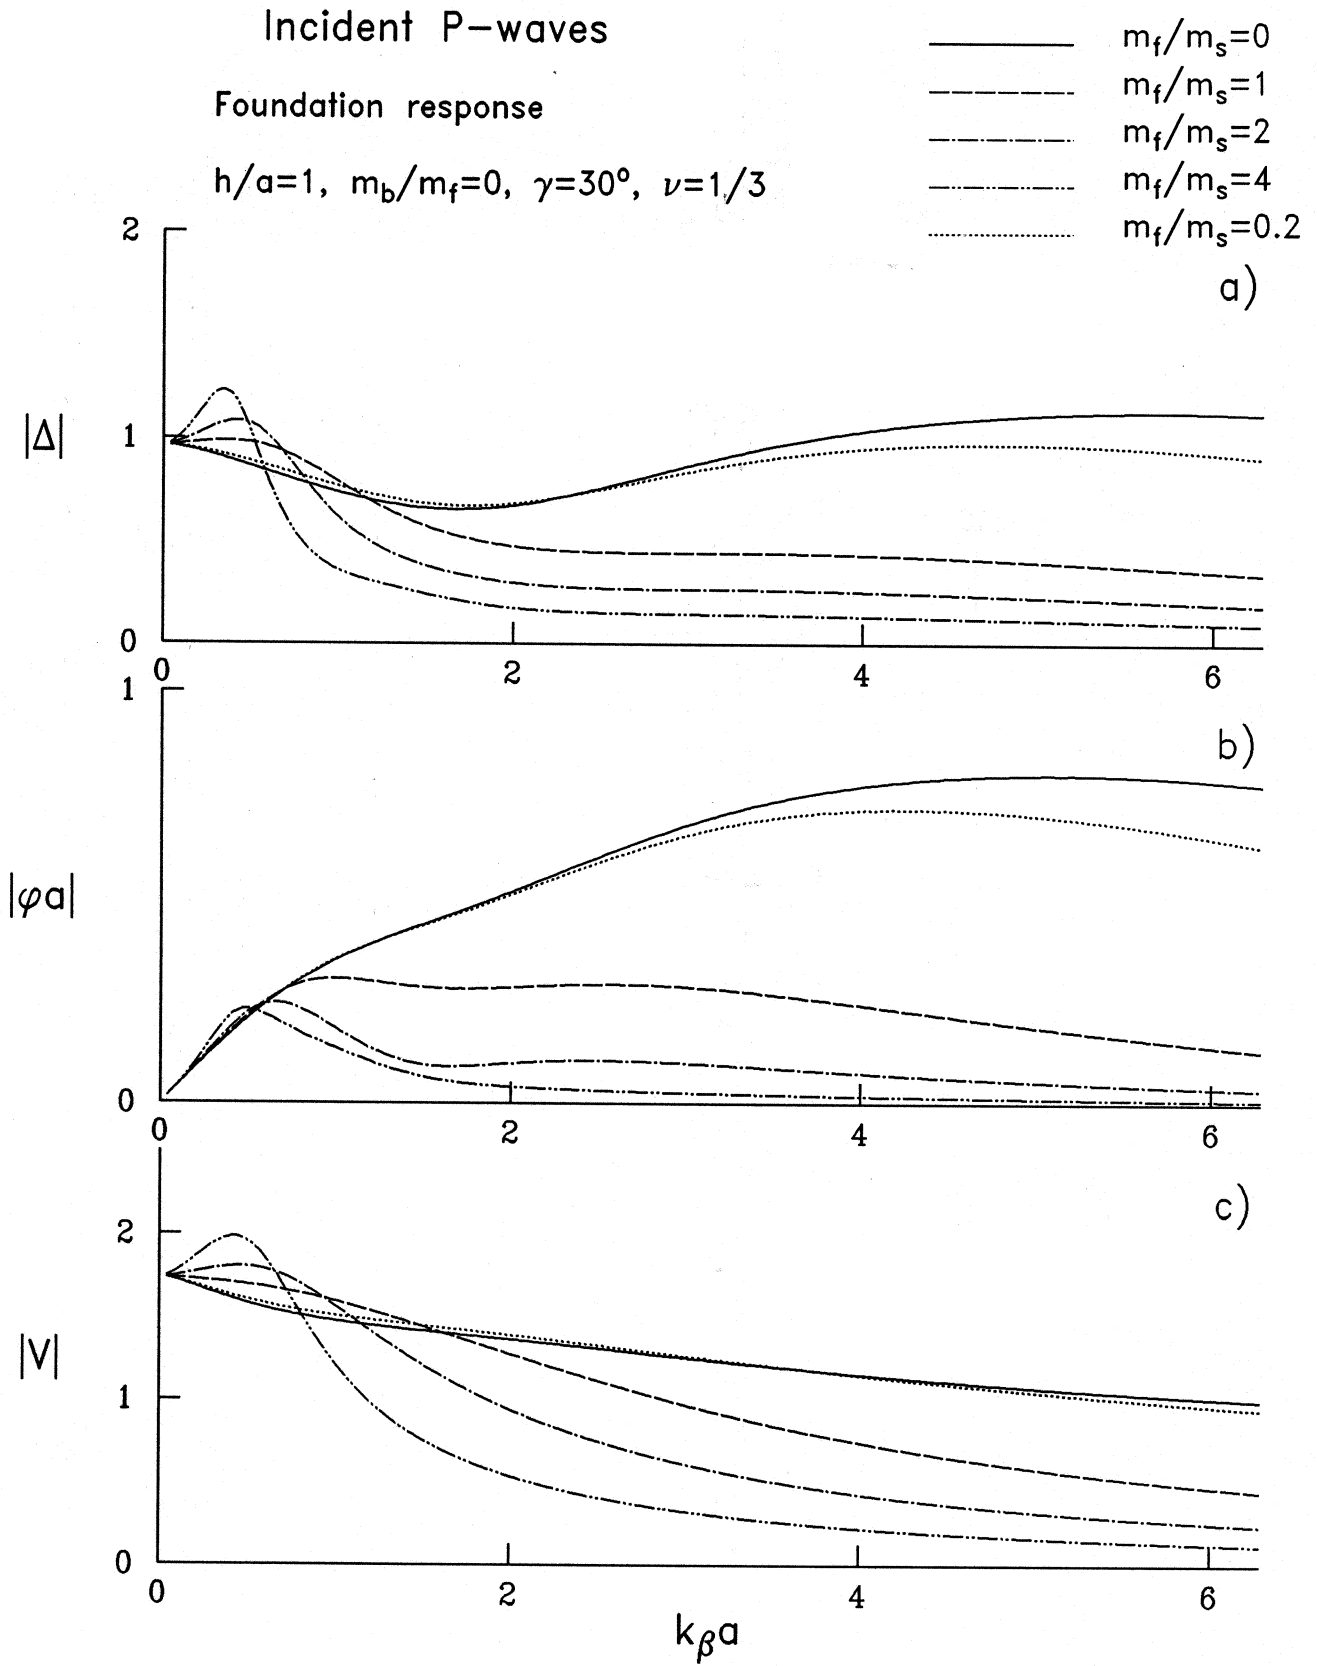 Incident P-waves
Foundation response
h/a=1, m_b/m_f=0, γ=30°, ν=1/3
m_f/m_s=0
m_f/m_s=1
m_f/m_s=2
m_f/m_s=4
m_f/m_s=0.2
a)
2
1
0
|Δ|
0 2 4 6
b)
1
0
|φa|
0 2 4 6
c)
2
1
0
|V|
0 2 4 6
k_βa